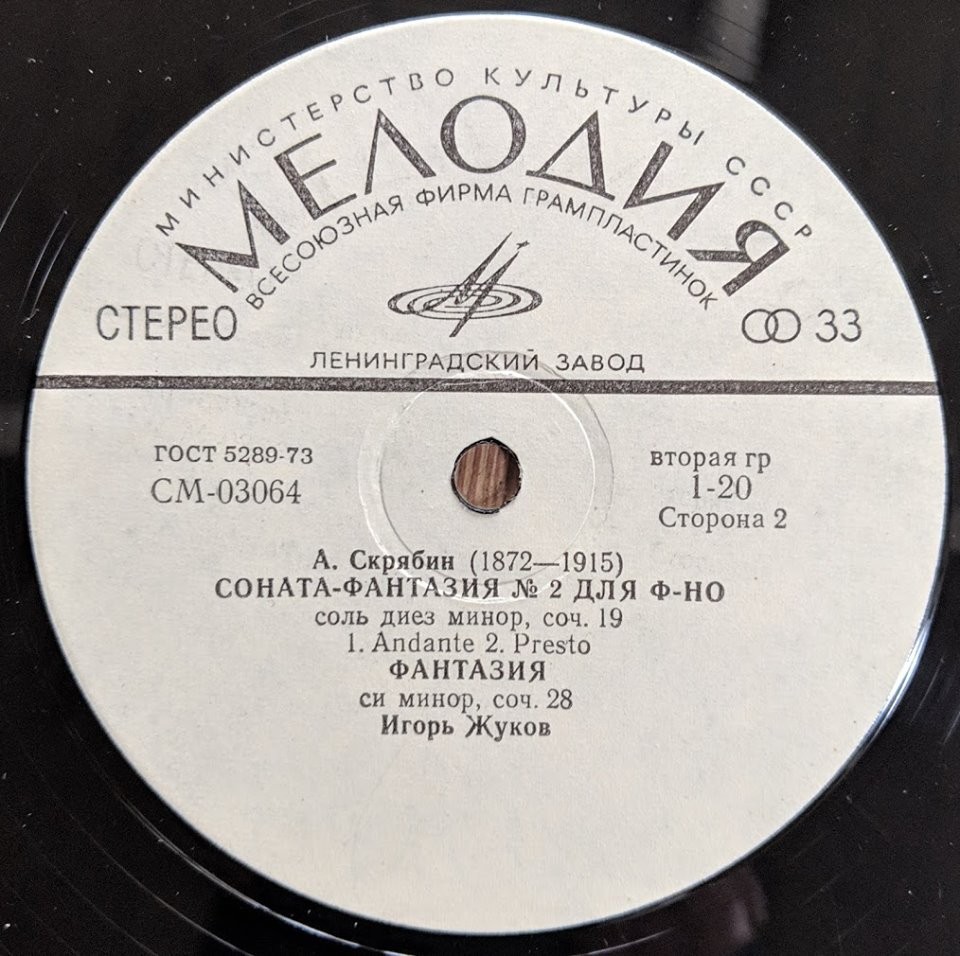 МИНИСТЕРСТВО КУЛЬТУРЫ СССР
МЕЛОДИЯ
ВСЕСОЮЗНАЯ ФИРМА ГРАМПЛАСТИНОК
СТЕРЕО
33
ЛЕНИНГРАДСКИЙ ЗАВОД
ГОСТ 5289-73
СМ-03064
вторая гр
1-20
Сторона 2
А. Скрябин (1872—1915)
СОНАТА-ФАНТАЗИЯ № 2 ДЛЯ Ф-НО
соль диез минор, соч. 19
1. Andante 2. Presto
ФАНТАЗИЯ
си минор, соч. 28
Игорь Жуков